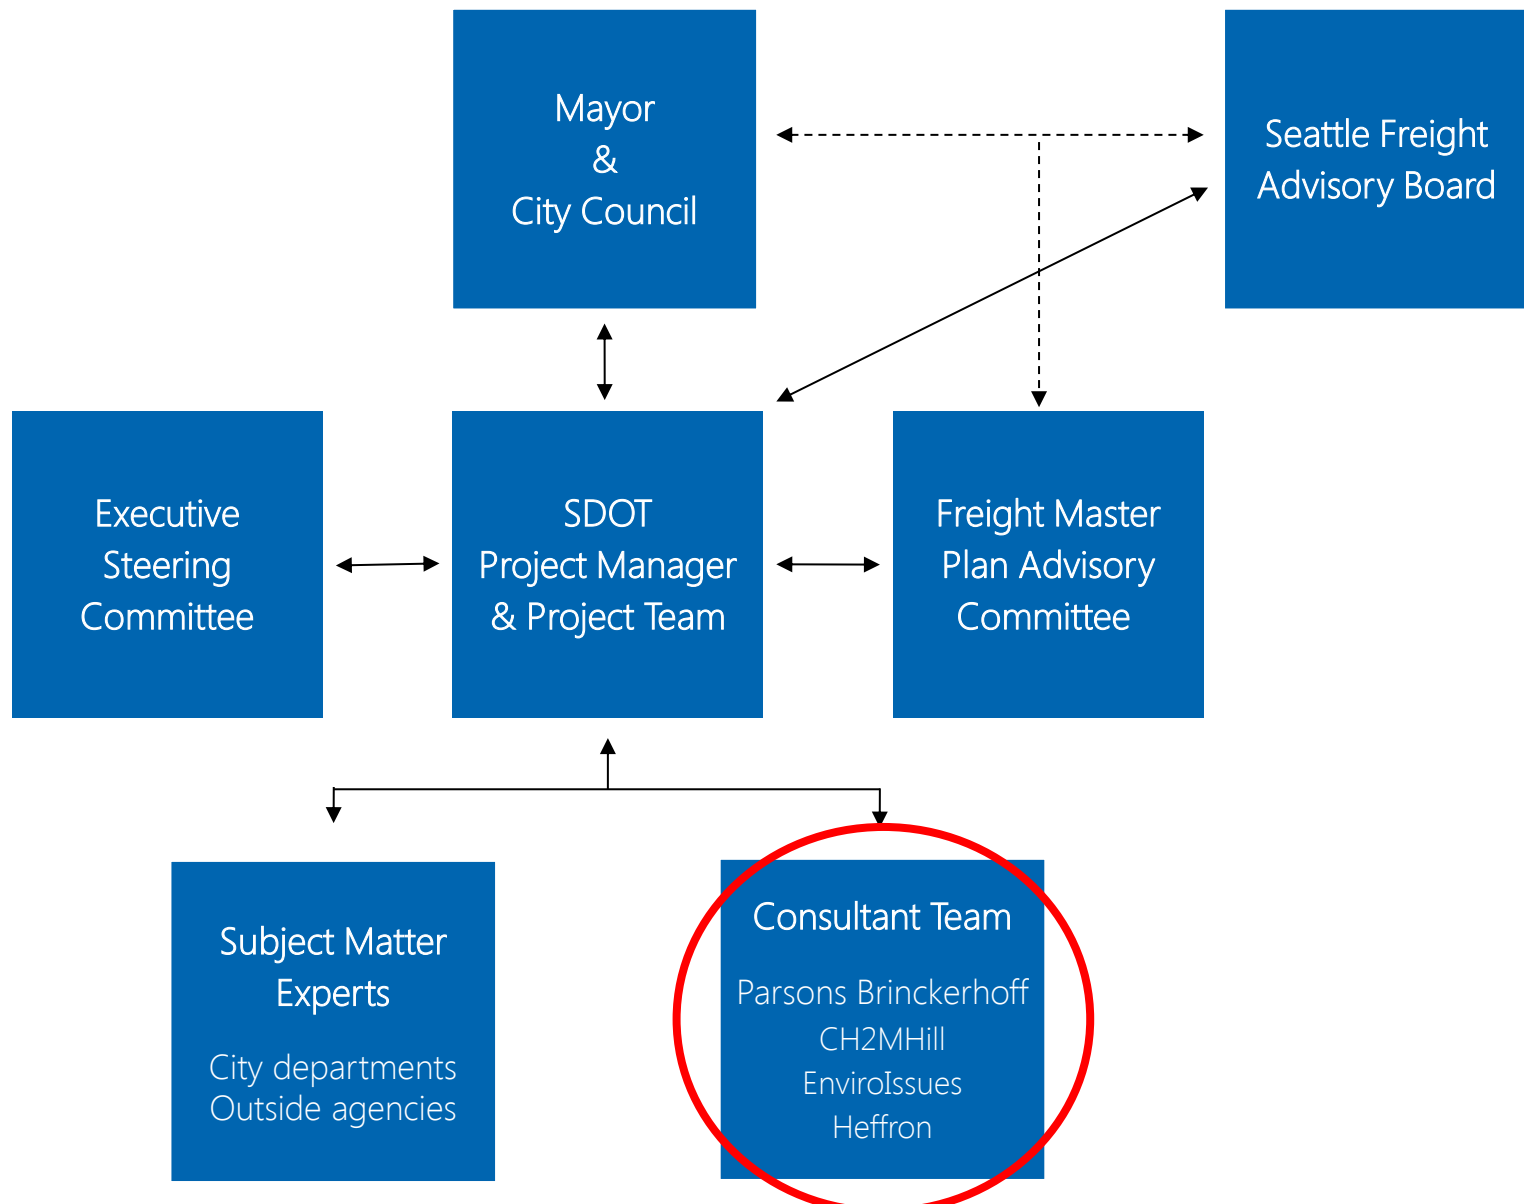 Mayor
&
City Council
Seattle Freight
Advisory Board
Executive
Steering
Committee
SDOT
Project Manager
& Project Team
Freight Master
Plan Advisory
Committee
Subject Matter
Experts
City departments
Outside agencies
Consultant Team
Parsons Brinckerhoff
CH2MHill
EnviroIssues
Heffron